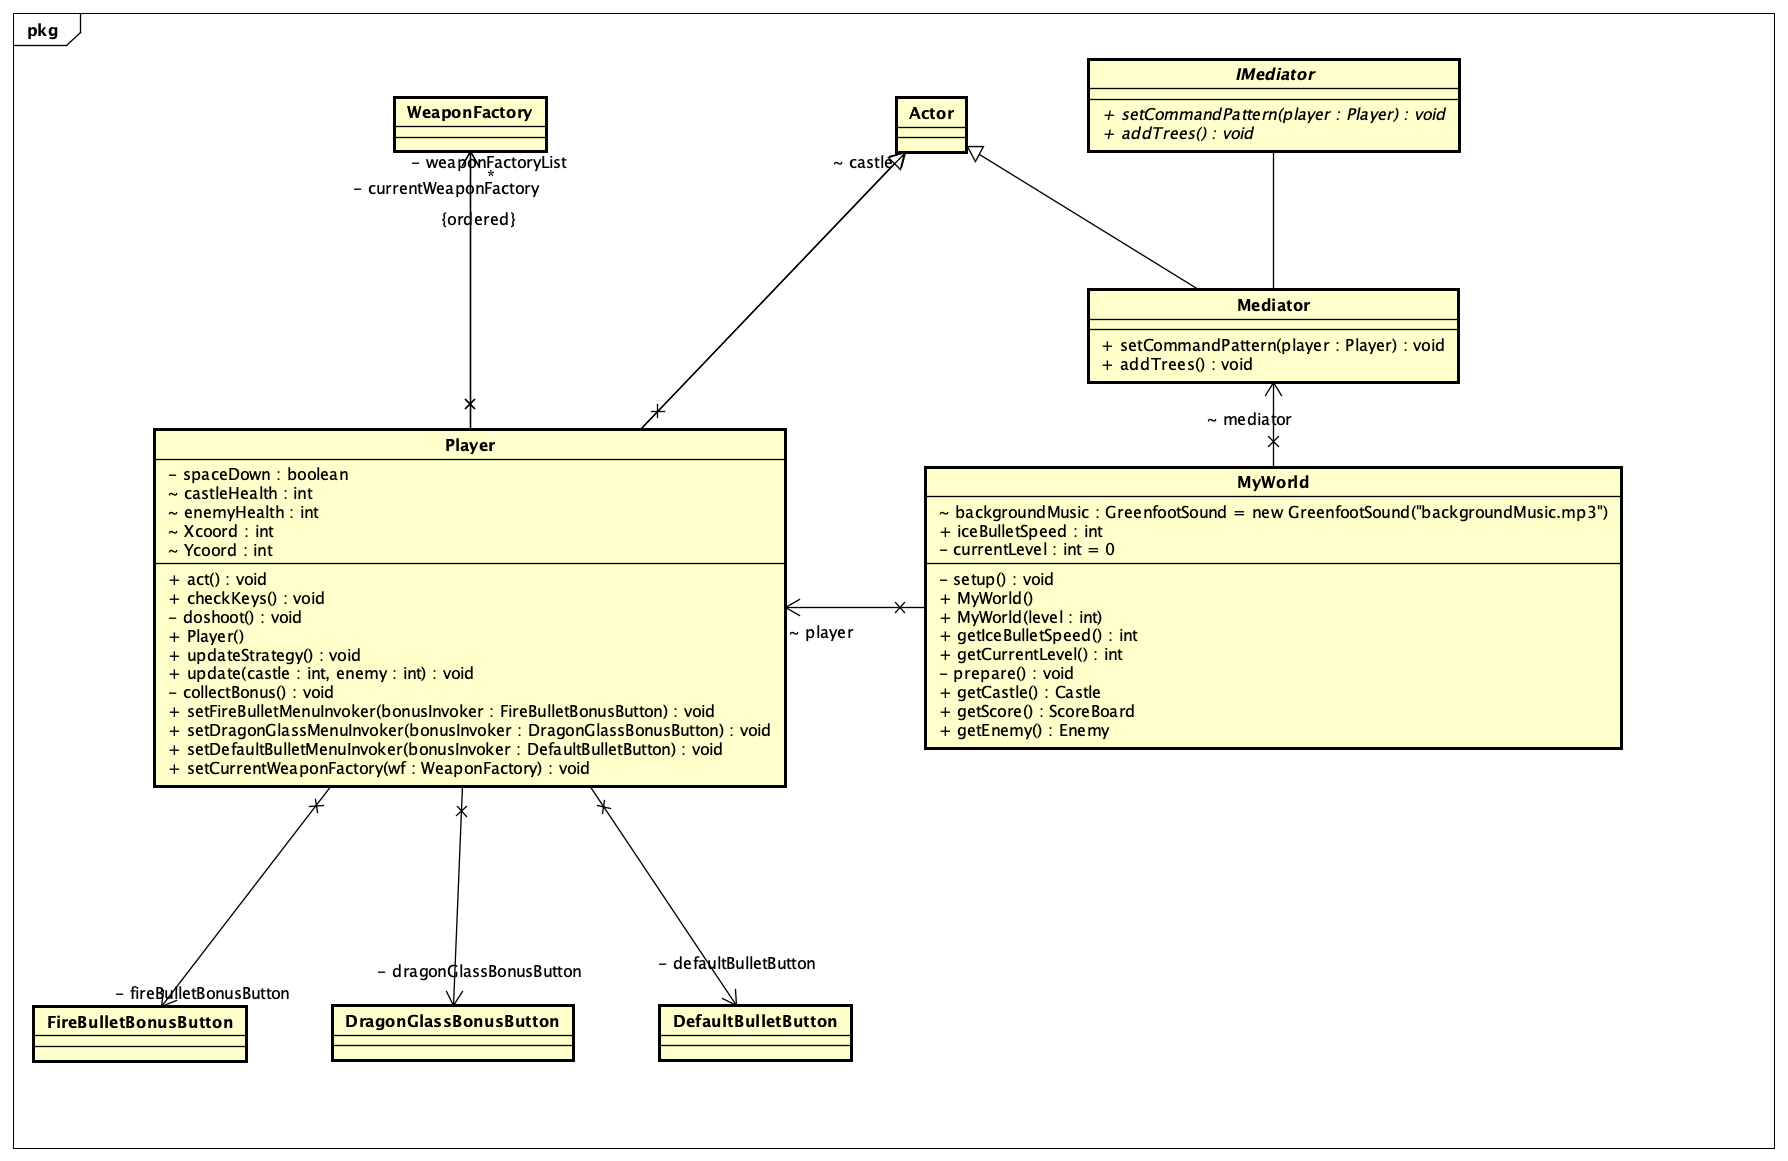 pkg
WeaponFactory
- weaponFactoryList
*
- currentWeaponFactory
{ordered}
Actor
~ castle
IMediator
+ setCommandPattern(player : Player) : void
+ addTrees() : void
Mediator
+ setCommandPattern(player : Player) : void
+ addTrees() : void
~ mediator
Player
- spaceDown : boolean
~ castleHealth : int
~ enemyHealth : int
~ Xcoord : int
~ Ycoord : int
+ act() : void
+ checkKeys() : void
- doshoot() : void
+ Player()
+ updateStrategy() : void
+ update(castle : int, enemy : int) : void
- collectBonus() : void
+ setFireBulletMenuInvoker(bonusInvoker : FireBulletBonusButton) : void
+ setDragonGlassMenuInvoker(bonusInvoker : DragonGlassBonusButton) : void
+ setDefaultBulletMenuInvoker(bonusInvoker : DefaultBulletButton) : void
+ setCurrentWeaponFactory(wf : WeaponFactory) : void
~ player
MyWorld
~ backgroundMusic : GreenfootSound = new GreenfootSound("backgroundMusic.mp3")
+ iceBulletSpeed : int
- currentLevel : int = 0
- setup() : void
+ MyWorld()
+ MyWorld(level : int)
+ getIceBulletSpeed() : int
+ getCurrentLevel() : int
- prepare() : void
+ getCastle() : Castle
+ getScore() : ScoreBoard
+ getEnemy() : Enemy
- fireBulletBonusButton
- dragonGlassBonusButton
- defaultBulletButton
FireBulletBonusButton
DragonGlassBonusButton
DefaultBulletButton